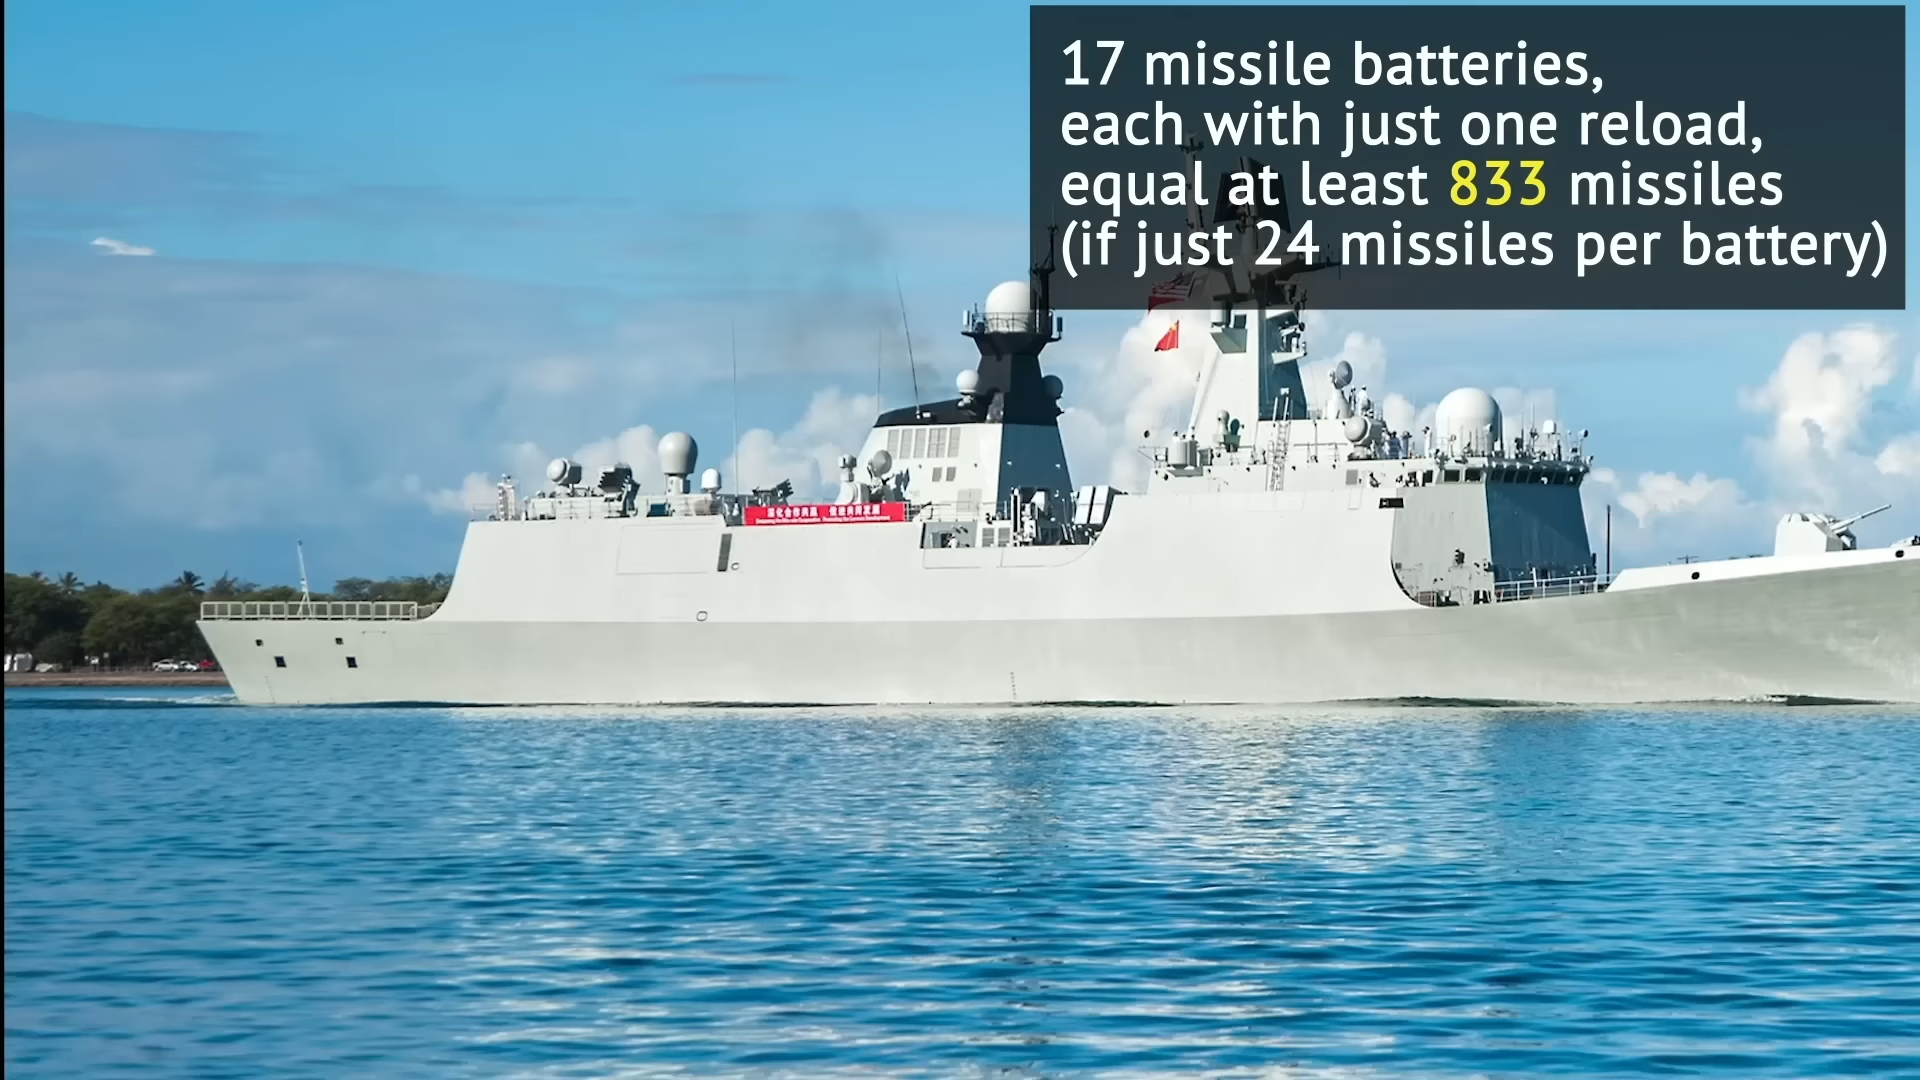 17 missile batteries,
each with just one reload,
equal at least 833 missiles
(if just 24 missiles per battery)